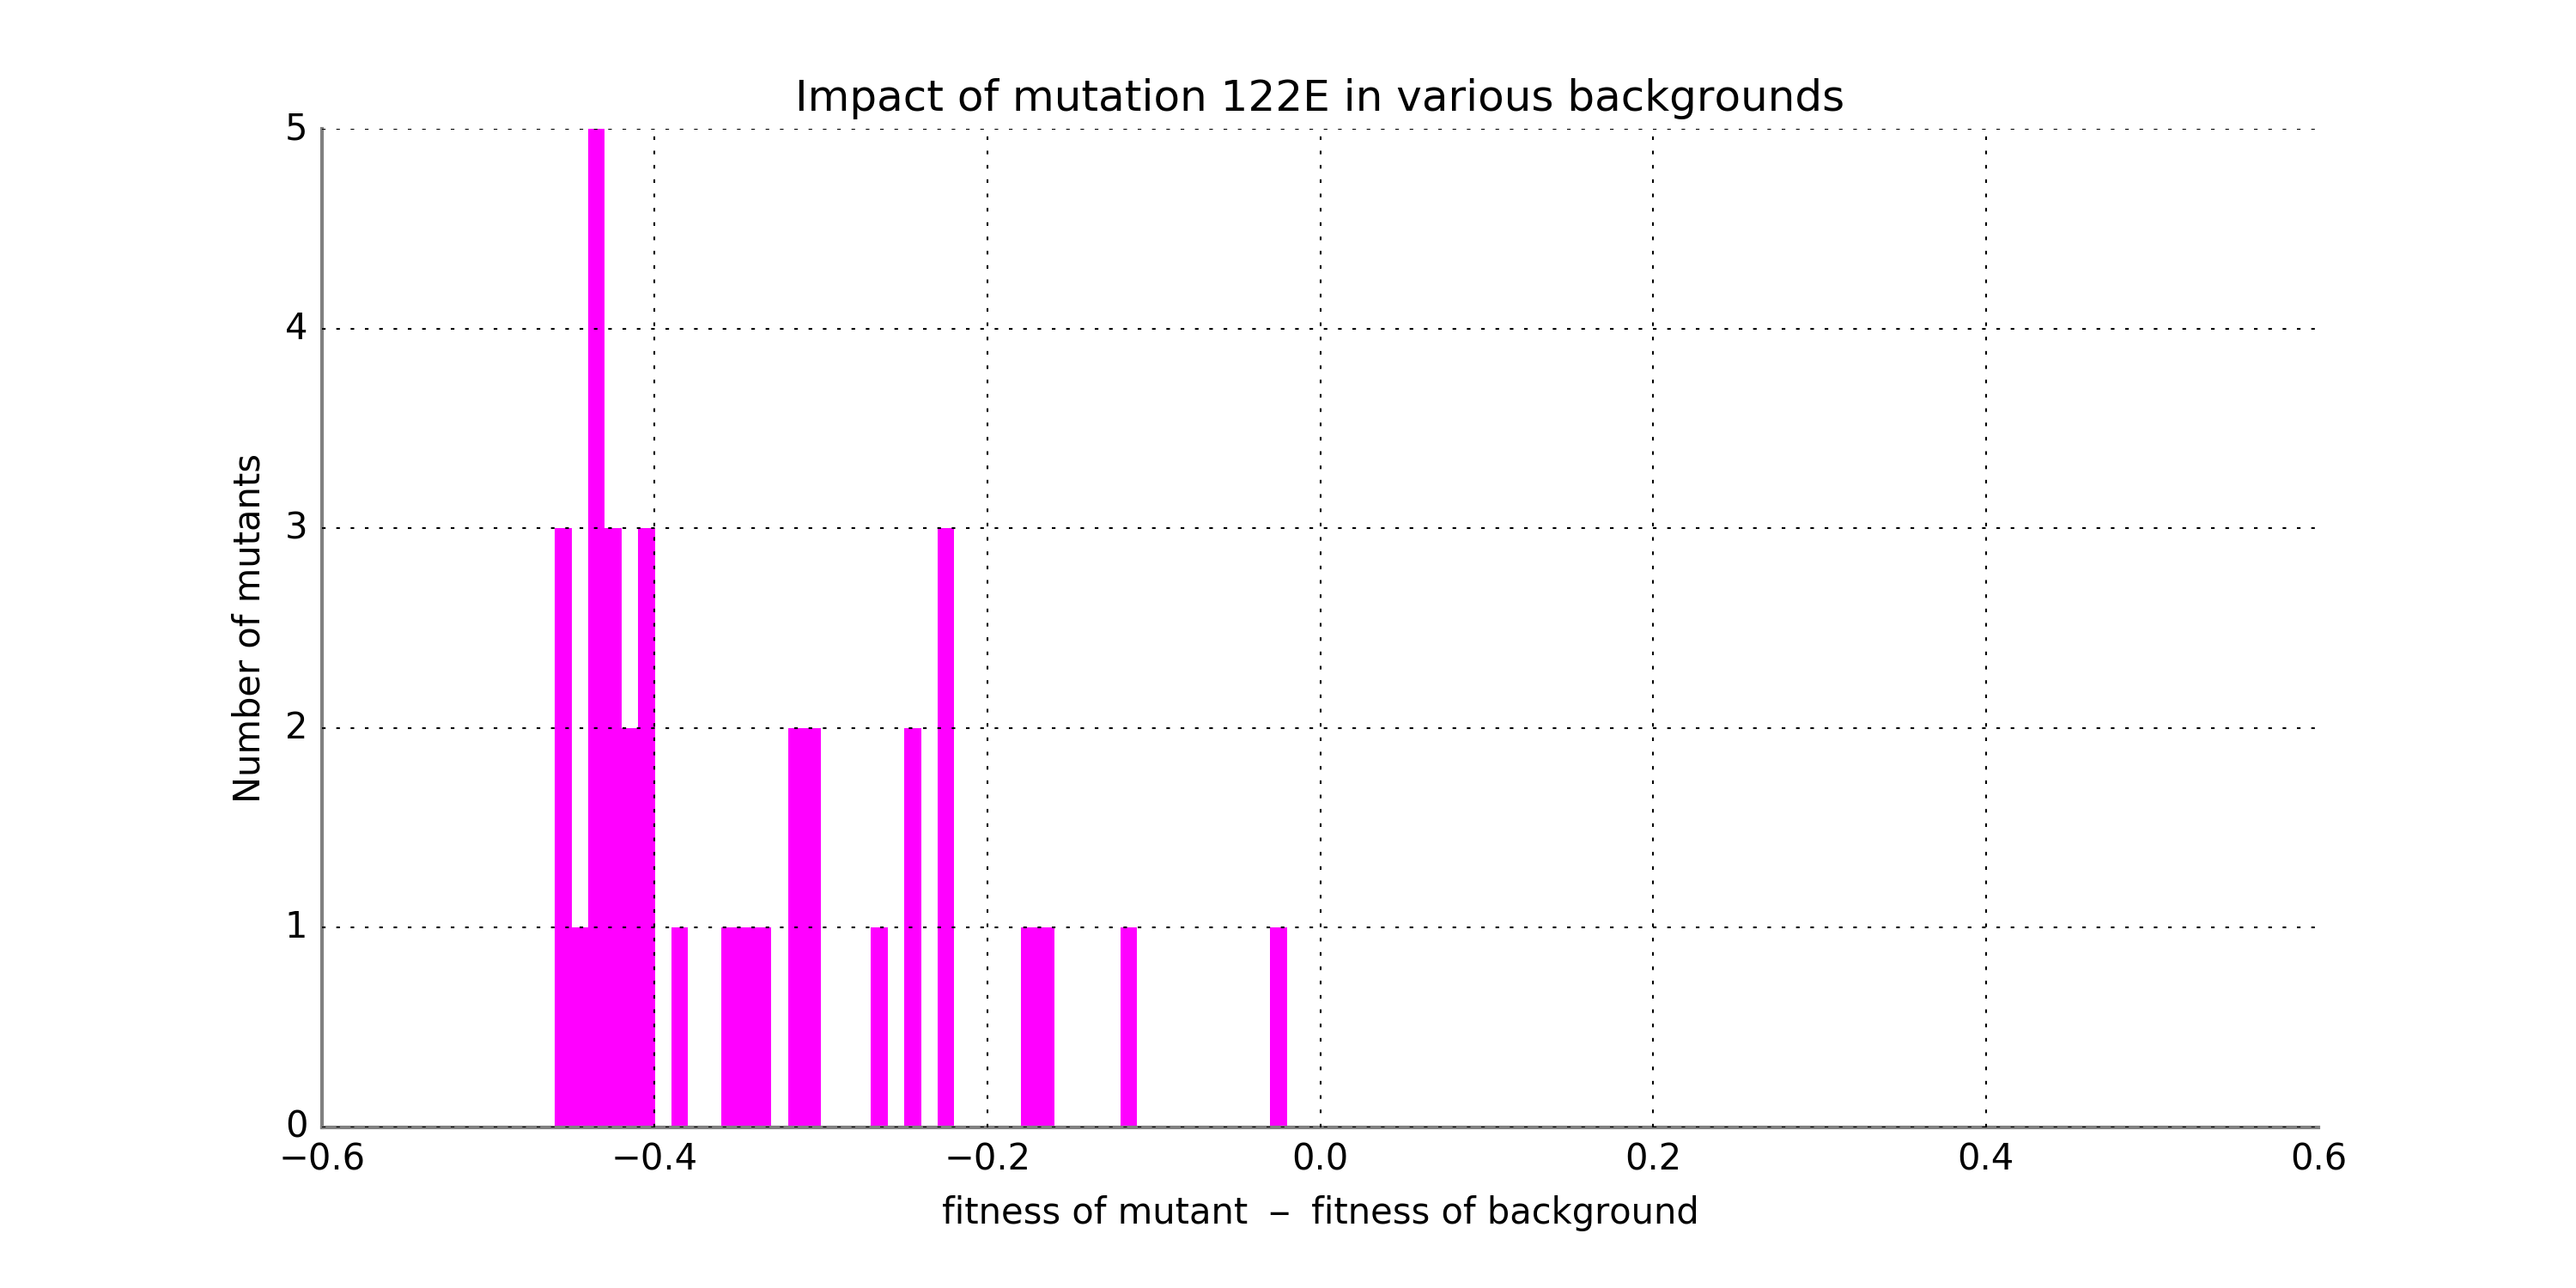 Impact of mutation 122E in various backgrounds
5
4
3
2
1
0
Number of mutants
−0.6 −0.4 −0.2 0.0 0.2 0.4 0.6
fitness of mutant − fitness of background